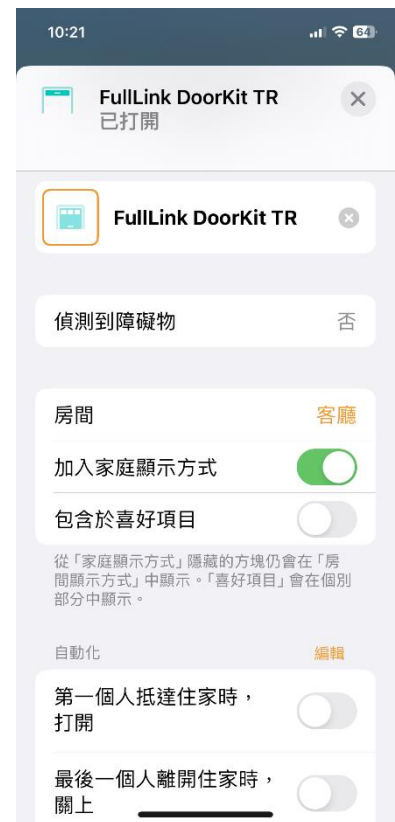 10:21
64
FullLink DoorKit TR
已打開
FullLink DoorKit TR
偵測到障礙物
否
房間
客廳
加入家庭顯示方式
包含於喜好項目
從「家庭顯示方式」隱藏的方塊仍會在「房
間顯示方式」中顯示。「喜好項目」會在個別
部分中顯示。
自動化
編輯
第一個人抵達住家時，
打開
最後一個人離開住家時，
關上